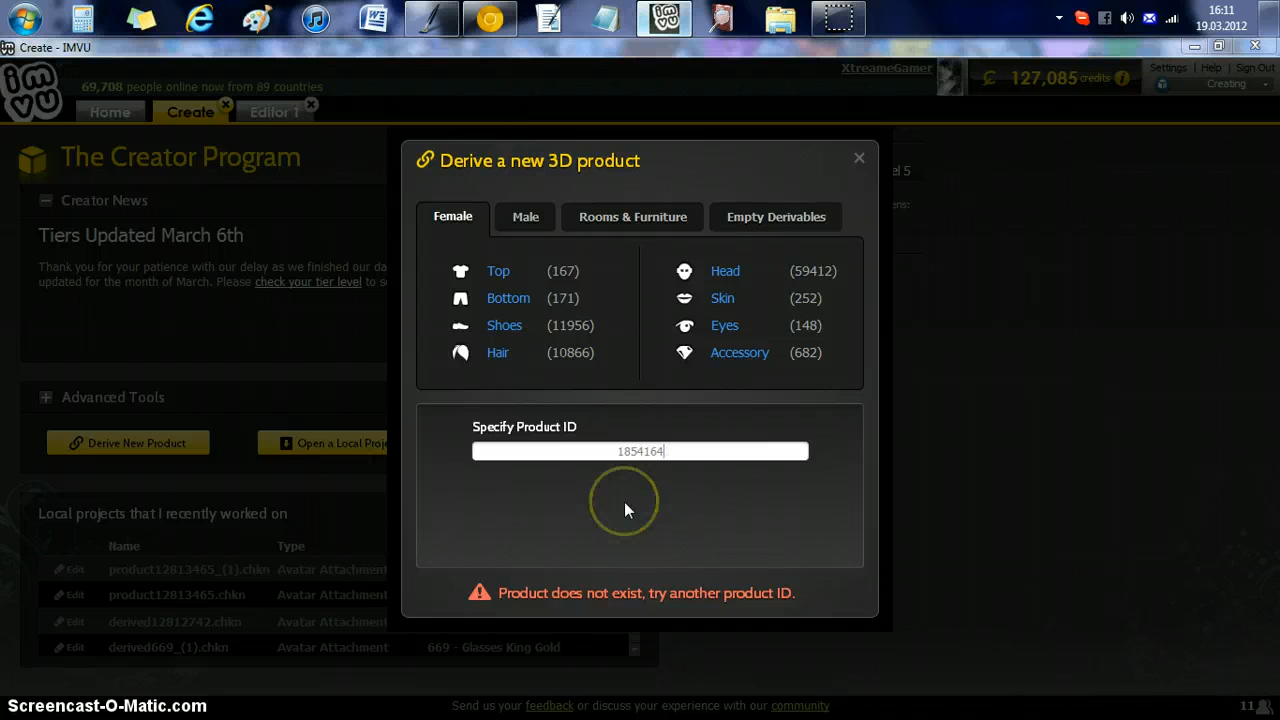 16:11
19.03.2012
Create - IMVU
imvu
69,708 people online now from 89 countries
XtreameGamer
127,085 credits
Settings | Help | Sign Out
Creating
Home
Create
Editor 1
The Creator Program
Creator News
Tiers Updated March 6th
Thank you for your patience with our delay as we finished our da
updated for the month of March. Please check your tier level to s
Advanced Tools
Derive New Product
Open a Local Proje
Local projects that I recently worked on
Name Type
Edit product12813465_(1).chkn Avatar Attachment
Edit product12813465.chkn Avatar Attachment
Edit derived12812742.chkn Avatar Attachment
Edit derived669_(1).chkn Avatar Attachment 669 - Glasses King Gold
Derive a new 3D product
Female Male Rooms & Furniture Empty Derivables
Top (167) Head (59412)
Bottom (171) Skin (252)
Shoes (11956) Eyes (148)
Hair (10866) Accessory (682)
Specify Product ID
1854164
Product does not exist, try another product ID.
el 5
ens:
Send us your feedback or discuss your experience with our community
11
Screencast-O-Matic.com